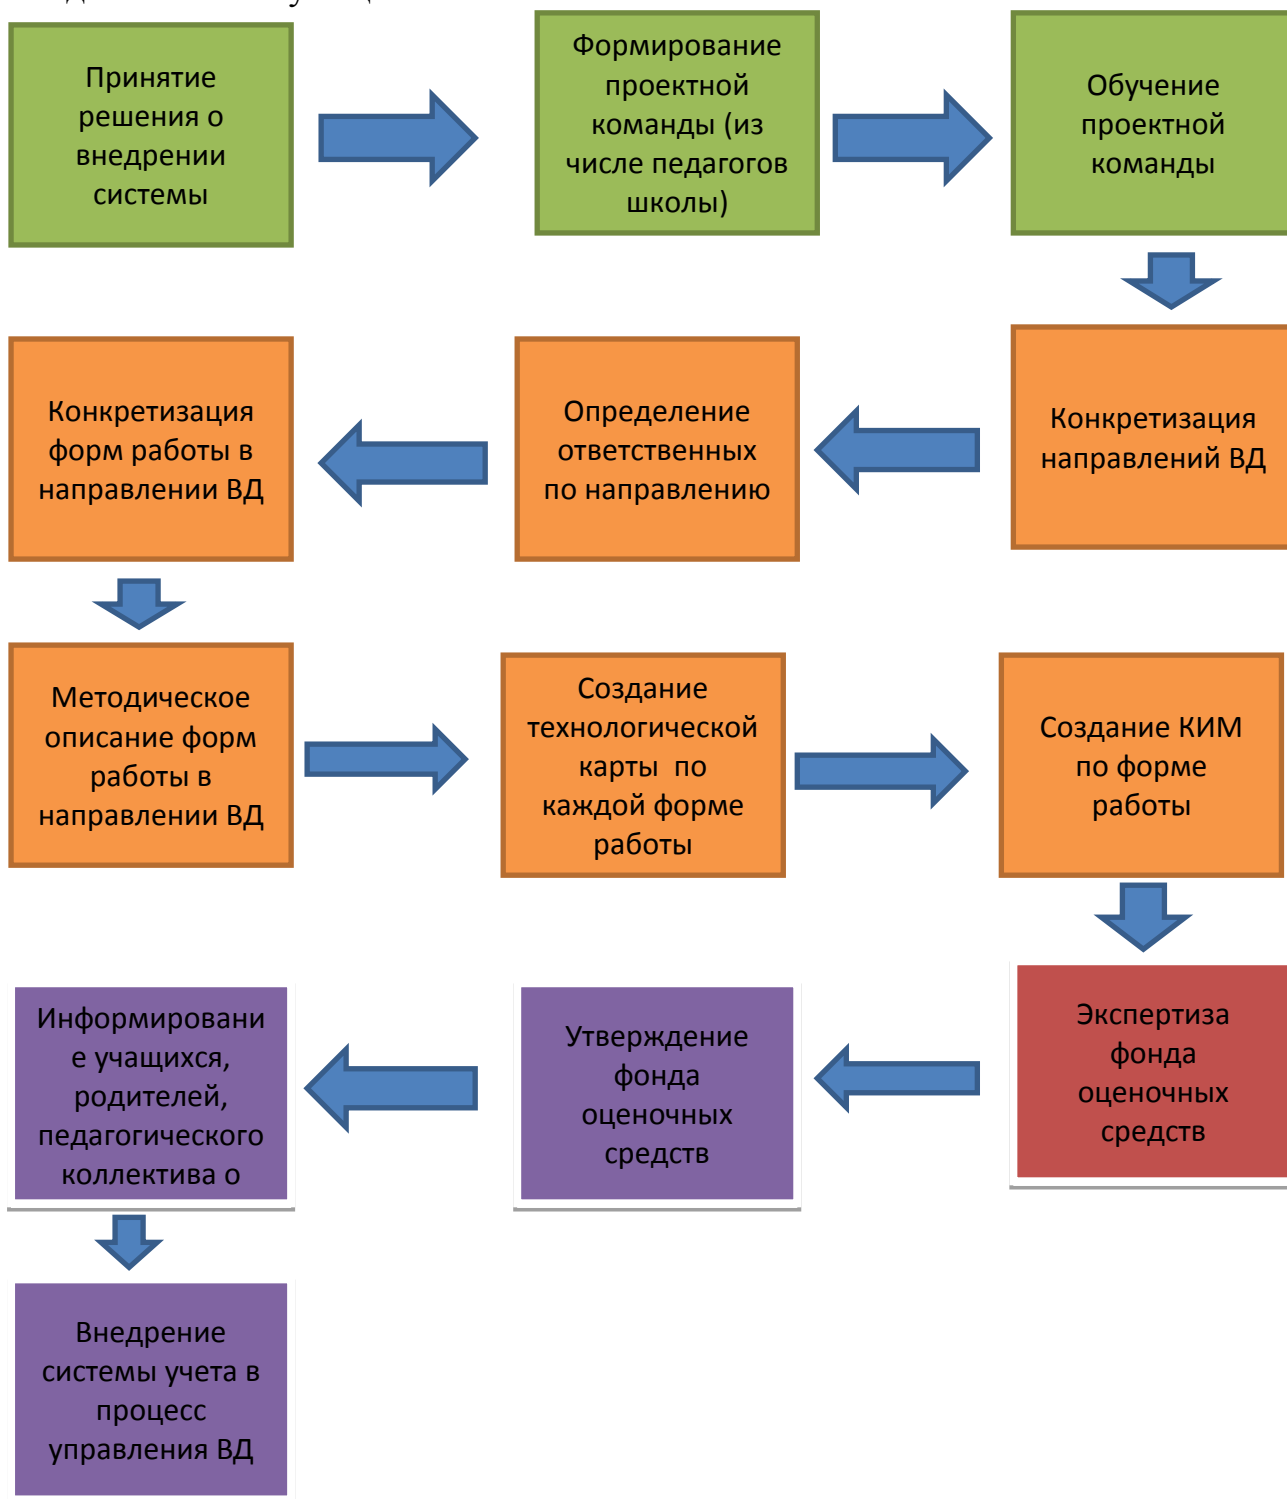 Принятие
решения о
внедрении
системы
Формирование
проектной
команды (из
числе педагогов
школы)
Обучение
проектной
команды
Конкретизация
направлений ВД
Определение
ответственных
по направлению
Конкретизация
форм работы в
направлении ВД
Методическое
описание форм
работы в
направлении ВД
Создание
технологической
карты по
каждой форме
работы
Создание КИМ
по форме
работы
Экспертиза
фонда
оценочных
средств
Утверждение
фонда
оценочных
средств
Информировани
е учащихся,
родителей,
педагогического
коллектива о
Внедрение
системы учета в
процесс
управления ВД